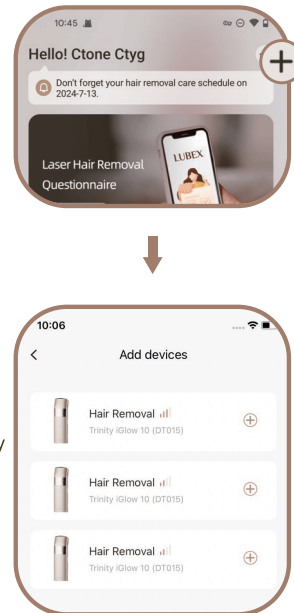 10:45
Hello! Ctone Ctyg
Don't forget your hair removal care schedule on
2024-7-13.
Laser Hair Removal
Questionnaire
LUBEX
10:06
Add devices
Hair Removal
Trinity iGlow 10 (DT015)
Hair Removal
Trinity iGlow 10 (DT015)
Hair Removal
Trinity iGlow 10 (DT015)